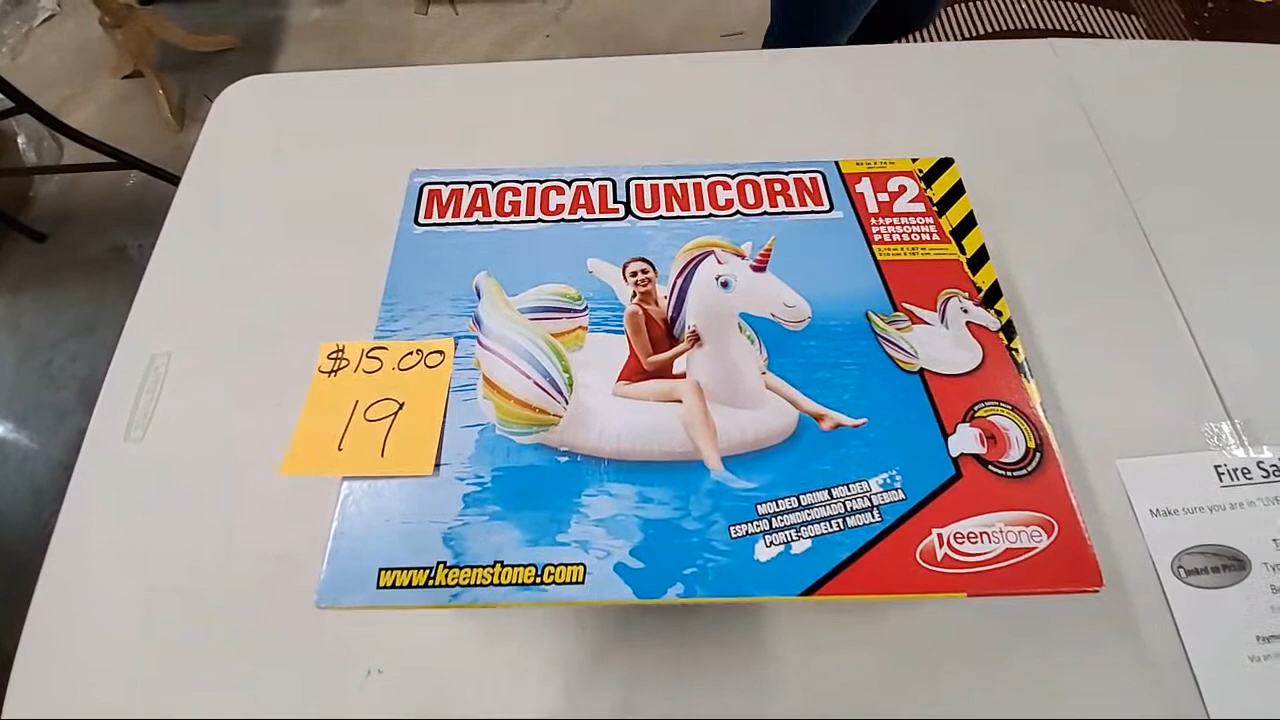 MAGICAL UNICORN
1-2
PERSON
PERSONNE
PERSONA
$15.00
19
MOLDED DRINK HOLDER
ESPACIO ACONDICIONADO PARA BEBIDA
PORTE-GOBELET MOULÉ
www.keenstone.com
Keenstone
Fire Sa
Make sure you are in "LIV